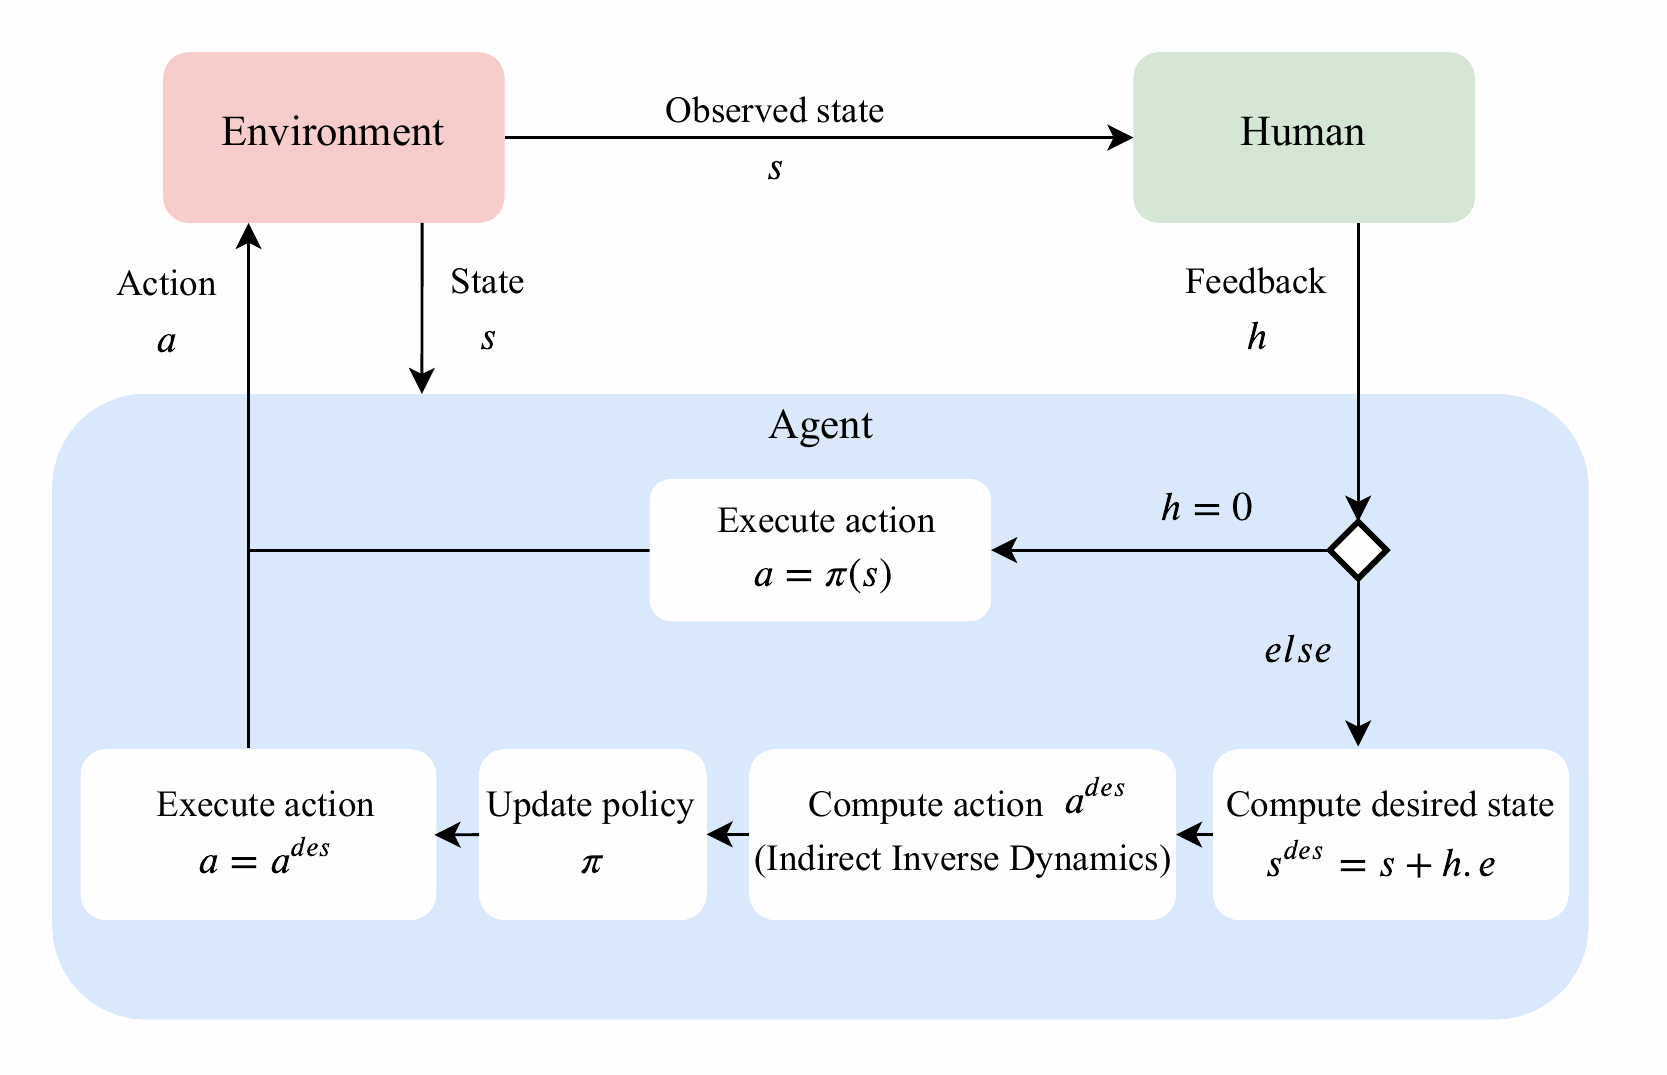 Environment
Observed state
s
Human
Action
a
State
s
Feedback
h
Agent
Execute action
a = π(s)
h = 0
else
Execute action
a = a^des
Update policy
π
Compute action a^des
(Indirect Inverse Dynamics)
Compute desired state
s^des = s + h. e